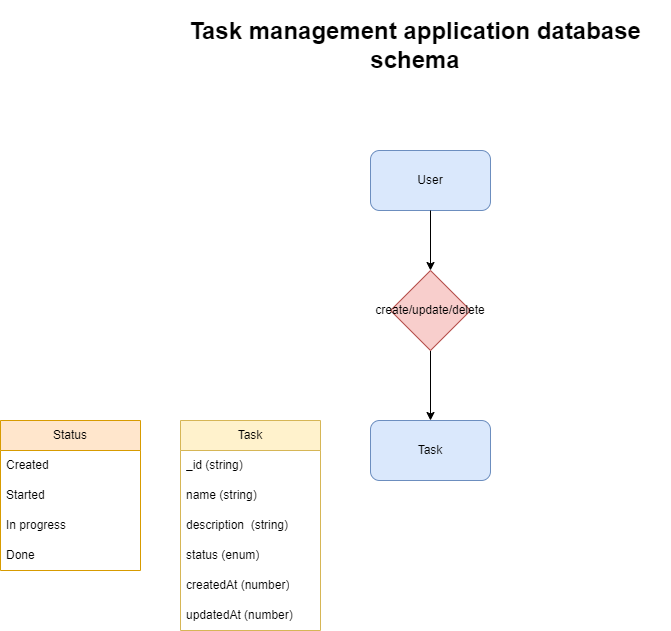 Task management application database
schema
User
create/update/delete
Task
Status
Created
Started
In progress
Done
Task
_id (string)
name (string)
description  (string)
status (enum)
createdAt (number)
updatedAt (number)